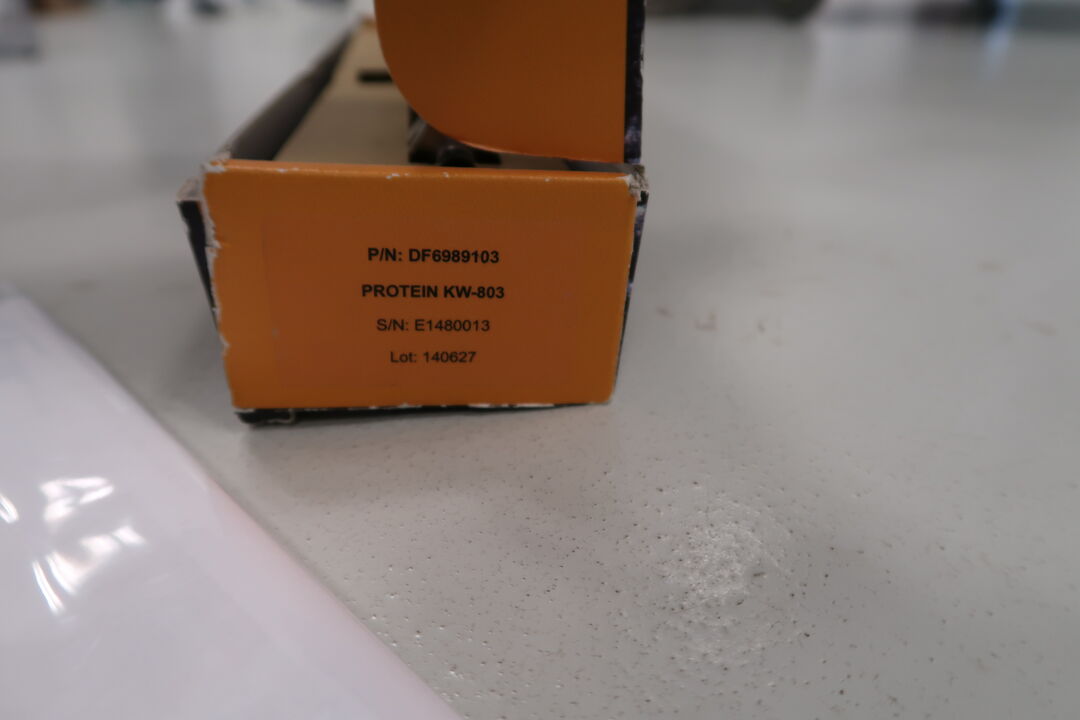 P/N: DF6989103
PROTEIN KW-803
S/N: E1480013
Lot: 140627